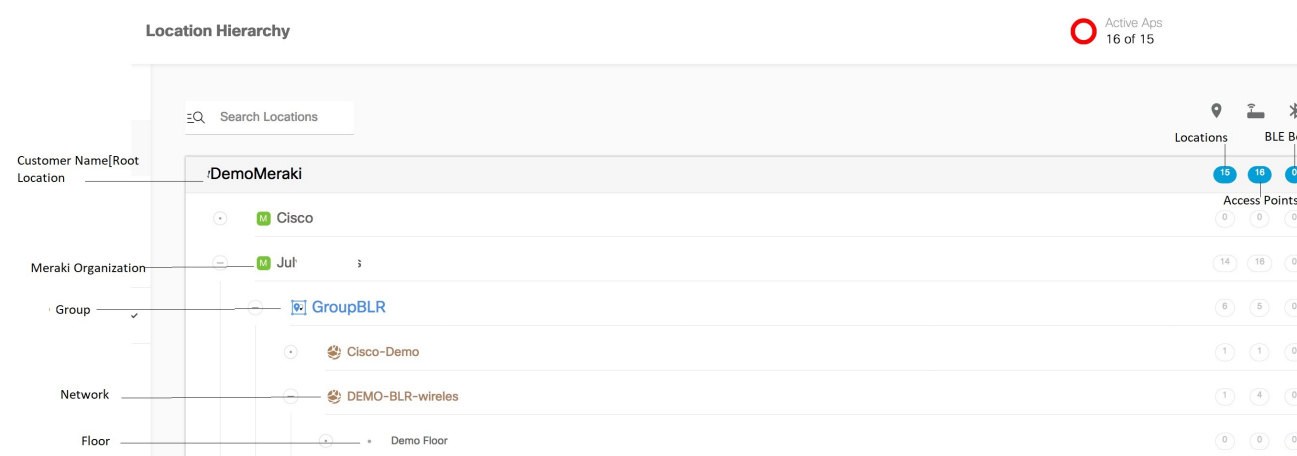 Location Hierarchy
Active Aps
16 of 15
Search Locations
Locations
BLE B
Customer Name[Root
Location
DemoMeraki
15 16 0
Access Points
M Cisco
0 0 0
Meraki Organization
M
14 16 0
Group
GroupBLR
6 5 0
Cisco-Demo
1 1 0
Network
DEMO-BLR-wireles
1 4 0
Floor
Demo Floor
0 0 0